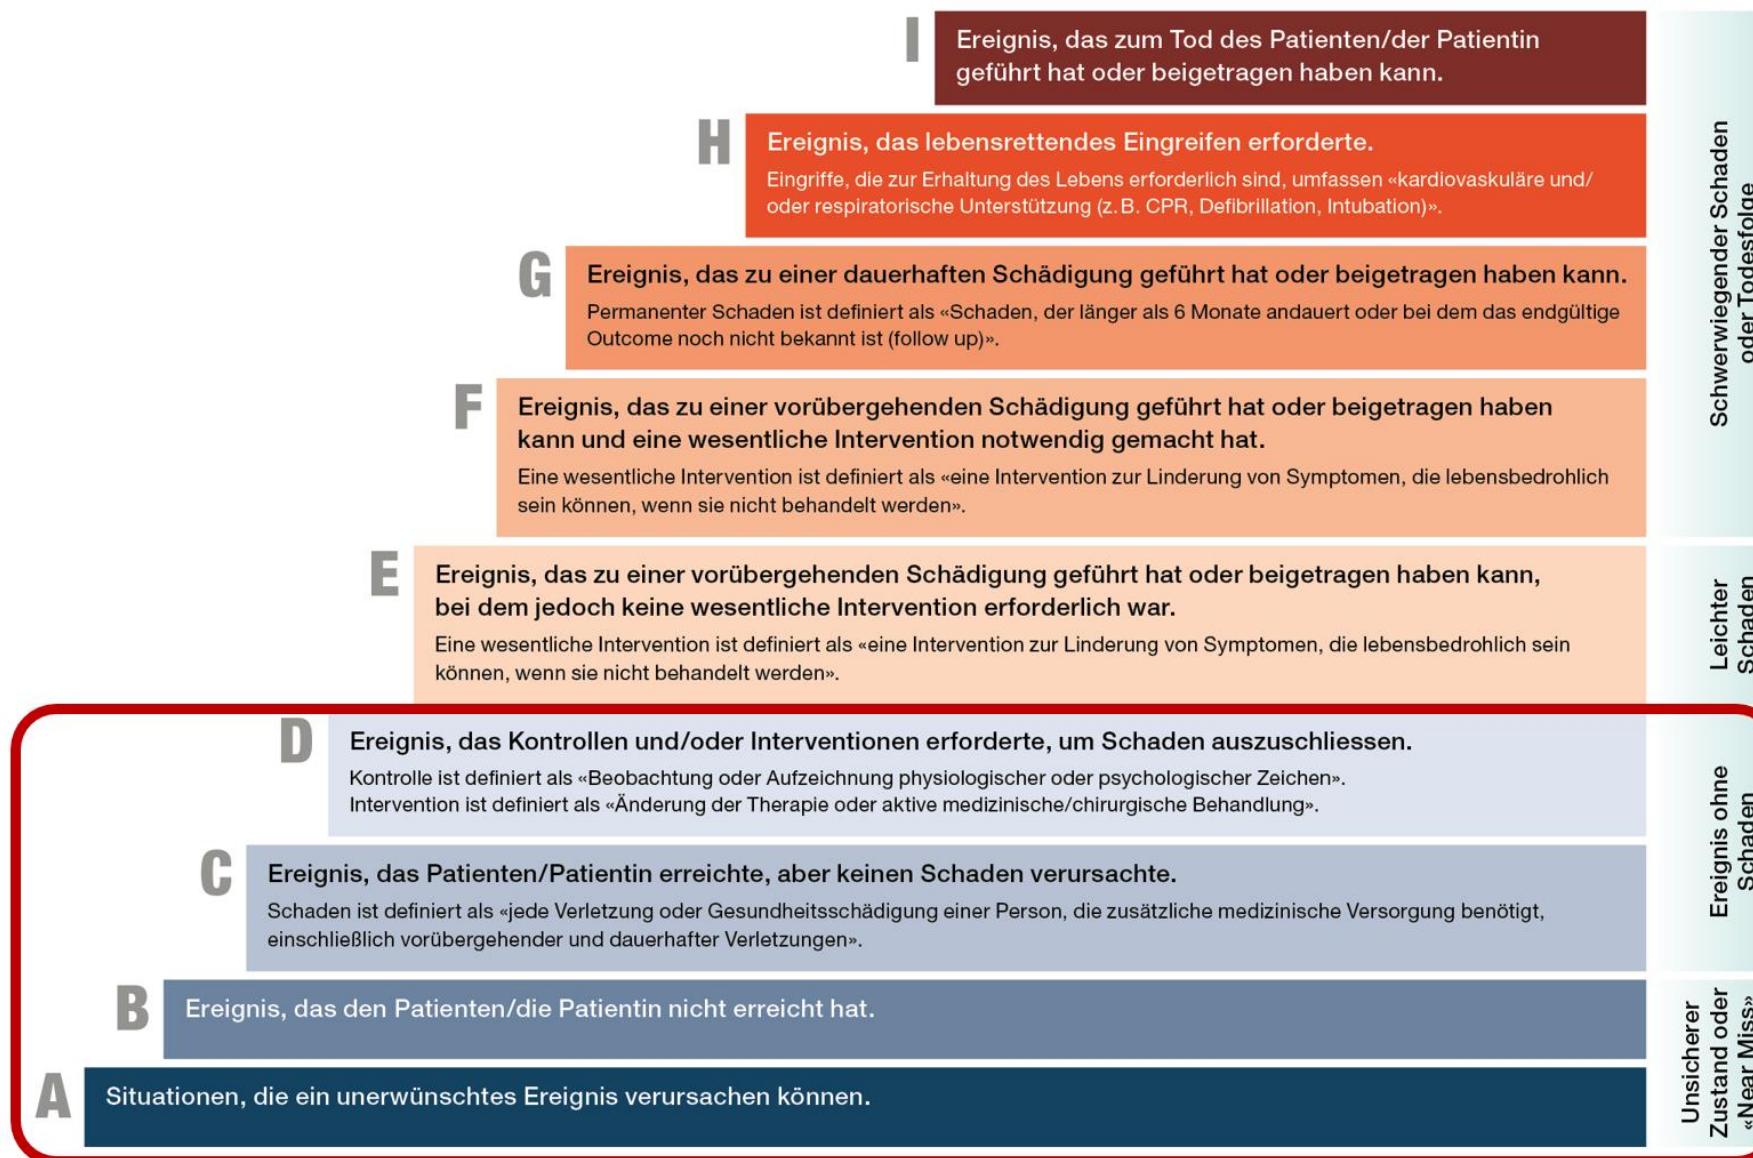 I
Ereignis, das zum Tod des Patienten/der Patientin
geführt hat oder beigetragen haben kann.
H
Ereignis, das lebensrettendes Eingreifen erforderte.
Eingriffe, die zur Erhaltung des Lebens erforderlich sind, umfassen «kardiovaskuläre und/
oder respiratorische Unterstützung (z.B. CPR, Defibrillation, Intubation)».
G
Ereignis, das zu einer dauerhaften Schädigung geführt hat oder beigetragen haben kann.
Permanenter Schaden ist definiert als «Schaden, der länger als 6 Monate andauert oder bei dem das endgültige
Outcome noch nicht bekannt ist (follow up)».
F
Ereignis, das zu einer vorübergehenden Schädigung geführt hat oder beigetragen haben
kann und eine wesentliche Intervention notwendig gemacht hat.
Eine wesentliche Intervention ist definiert als «eine Intervention zur Linderung von Symptomen, die lebensbedrohlich
sein können, wenn sie nicht behandelt werden».
Schwerwiegender Schaden
oder Todesfolge
E
Ereignis, das zu einer vorübergehenden Schädigung geführt hat oder beigetragen haben kann,
bei dem jedoch keine wesentliche Intervention erforderlich war.
Eine wesentliche Intervention ist definiert als «eine Intervention zur Linderung von Symptomen, die lebensbedrohlich sein
können, wenn sie nicht behandelt werden».
Leichter
Schaden
D
Ereignis, das Kontrollen und/oder Interventionen erforderte, um Schaden auszuschliessen.
Kontrolle ist definiert als «Beobachtung oder Aufzeichnung physiologischer oder psychologischer Zeichen».
Intervention ist definiert als «Änderung der Therapie oder aktive medizinische/chirurgische Behandlung».
C
Ereignis, das Patienten/Patientin erreichte, aber keinen Schaden verursachte.
Schaden ist definiert als «jede Verletzung oder Gesundheitsschädigung einer Person, die zusätzliche medizinische Versorgung benötigt,
einschließlich vorübergehender und dauerhafter Verletzungen».
Ereignis ohne
Schaden
B
Ereignis, das den Patienten/die Patientin nicht erreicht hat.
A
Situationen, die ein unerwünschtes Ereignis verursachen können.
Unsicherer
Zustand oder
«Near Miss»